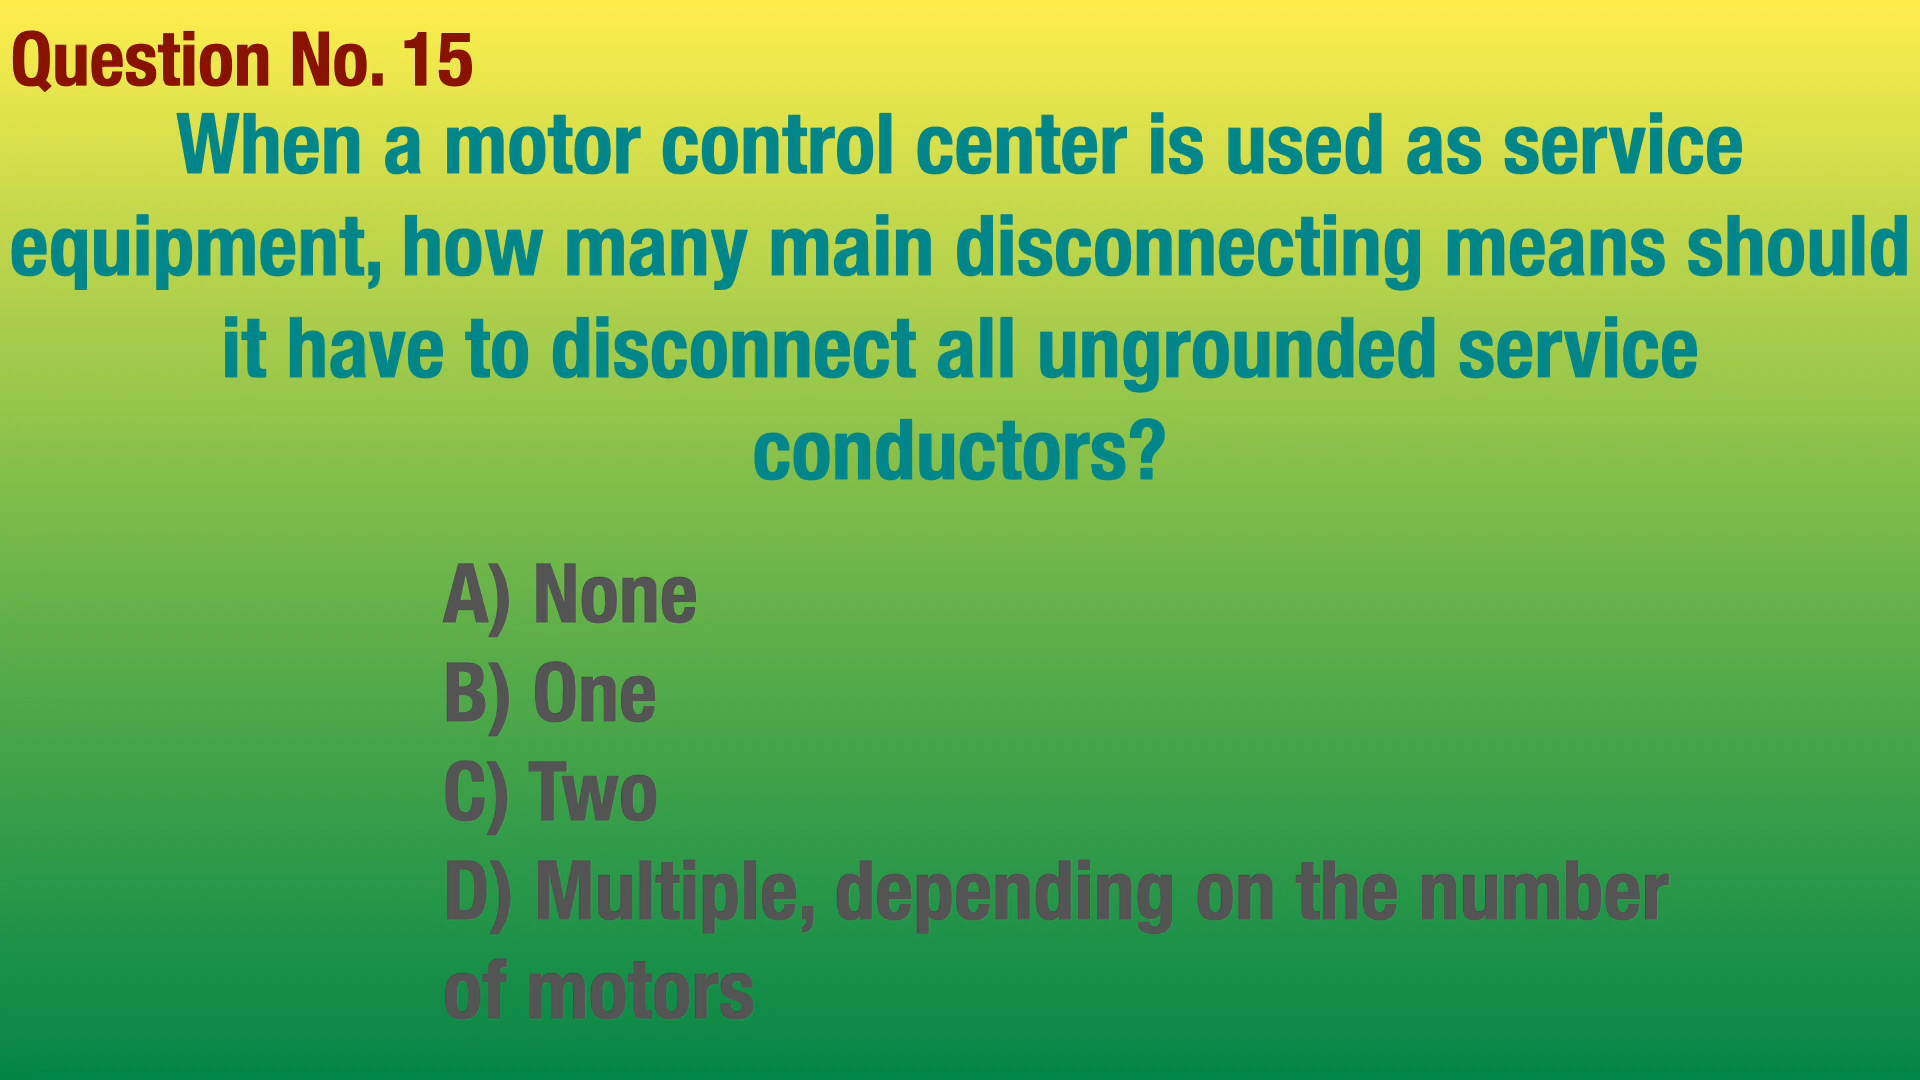 Question No. 15
When a motor control center is used as service
equipment, how many main disconnecting means should
it have to disconnect all ungrounded service
conductors?
A) None
B) One
C) Two
D) Multiple, depending on the number
of motors